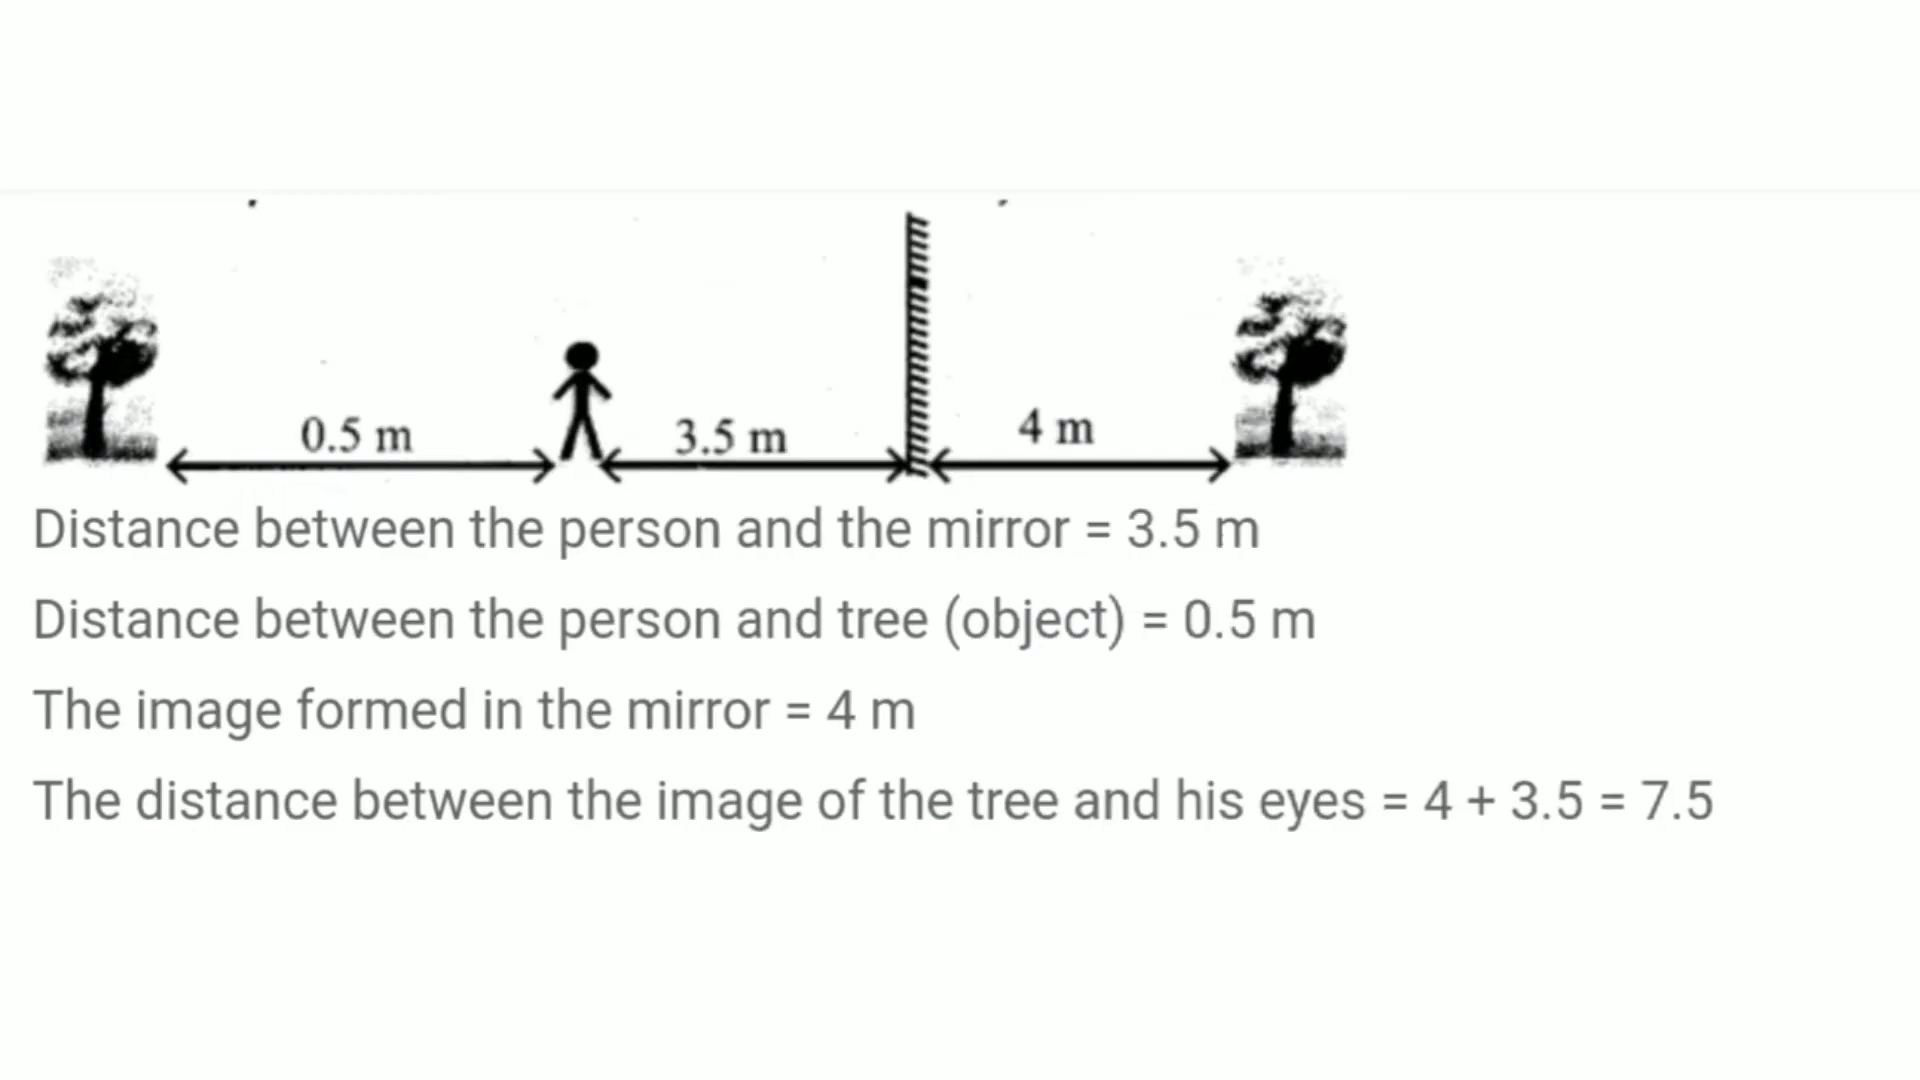 0.5 m 3.5 m 4 m
Distance between the person and the mirror = 3.5 m
Distance between the person and tree (object) = 0.5 m
The image formed in the mirror = 4 m
The distance between the image of the tree and his eyes = 4 + 3.5 = 7.5